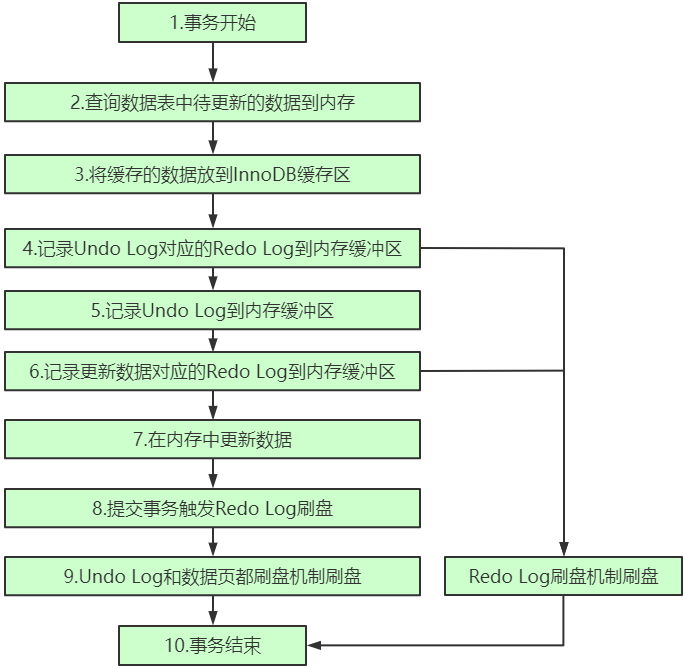 1.事务开始
2.查询数据表中待更新的数据到内存
3.将缓存的数据放到InnoDB缓存区
4.记录Undo Log对应的Redo Log到内存缓冲区
5.记录Undo Log到内存缓冲区
6.记录更新数据对应的Redo Log到内存缓冲区
7.在内存中更新数据
8.提交事务触发Redo Log刷盘
9.Undo Log和数据页都刷盘机制刷盘
Redo Log刷盘机制刷盘
10.事务结束